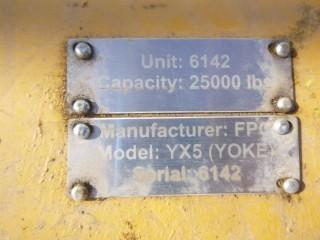 Unit: 6142
Capacity: 25000 lbs
Manufacturer: FPC
Model: YX5 (YOKE)
Serial: 6142